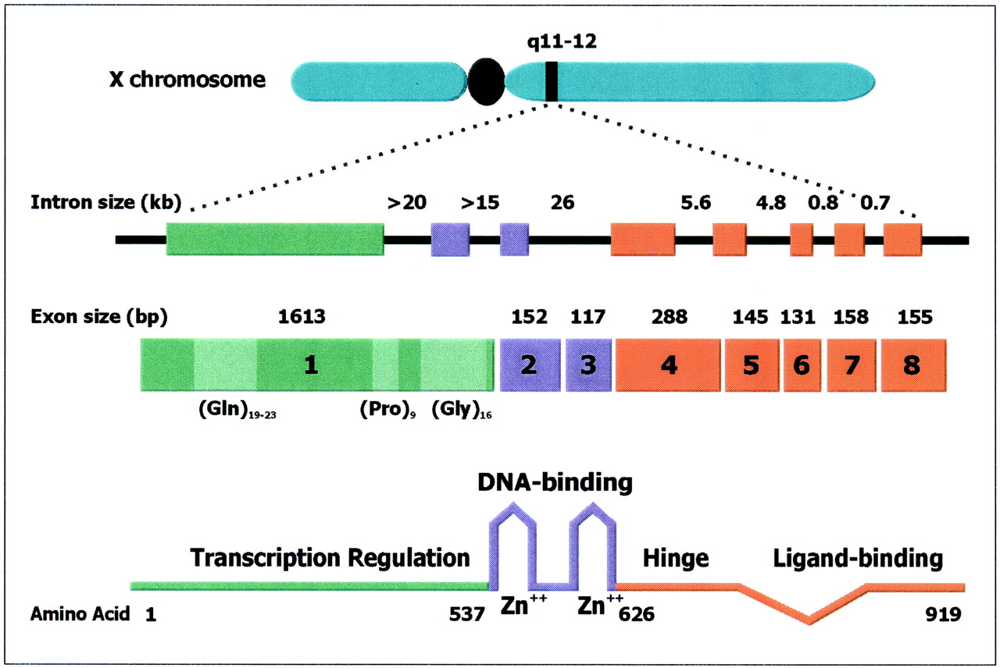 q11-12
X chromosome
Intron size (kb) >20 >15 26 5.6 4.8 0.8 0.7
Exon size (bp) 1613 152 117 288 145 131 158 155
1 2 3 4 5 6 7 8
(Gln)19-23 (Pro)9 (Gly)16
DNA-binding
Transcription Regulation Hinge Ligand-binding
Zn++ Zn++
Amino Acid 1 537 626 919